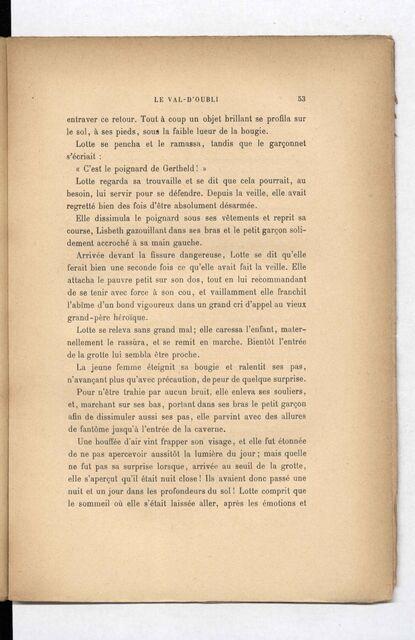 LE VAL-D'OUBLI 53
entraver ce retour. Tout à coup un objet brillant se profila sur
le sol, à ses pieds, sous la faible lueur de la bougie.
Lotte se pencha et le ramassa, tandis que le garçonnet
s'écriait :
« C'est le poignard de Gertheld! »
Lotte regarda sa trouvaille et se dit que cela pourrait, au
besoin, lui servir pour se défendre. Depuis la veille, elle avait
regretté bien des fois d'être absolument désarmée.
Elle dissimula le poignard sous ses vêtements et reprit sa
course, Lisbeth gazouillant dans ses bras et le petit garçon soli-
dement accroché à sa main gauche.
Arrivée devant la fissure dangereuse, Lotte se dit qu'elle
ferait bien une seconde fois ce qu'elle avait fait la veille. Elle
attacha le pauvre petit sur son dos, tout en lui recommandant
de se tenir avec force à son cou, et vaillamment elle franchit
l'abîme d'un bond vigoureux dans un grand cri d'appel au vieux
grand-père héroïque.
Lotte se releva sans grand mal; elle caressa l'enfant, mater-
nellement le rassura, et se remit en marche. Bientôt l'entrée
de la grotte lui sembla être proche.
La jeune femme éteignit sa bougie et ralentit ses pas,
n'avançant plus qu'avec précaution, de peur de quelque surprise.
Pour n'être trahie par aucun bruit, elle enleva ses souliers,
et, marchant sur ses bas, portant dans ses bras le petit garçon
afin de dissimuler aussi ses pas, elle parvint avec des allures
de fantôme jusqu'à l'entrée de la caverne.
Une houffée d'air vint frapper son visage, et elle fut étonnée
de ne pas apercevoir aussitôt la lumière du jour; mais quelle
ne fut pas sa surprise lorsque, arrivée au seuil de la grotte,
elle s'aperçut qu'il était nuit close! Ils avaient donc passé une
nuit et un jour dans les profondeurs du sol! Lotte comprit que
le sommeil où elle s'était laissée aller, après les émotions et